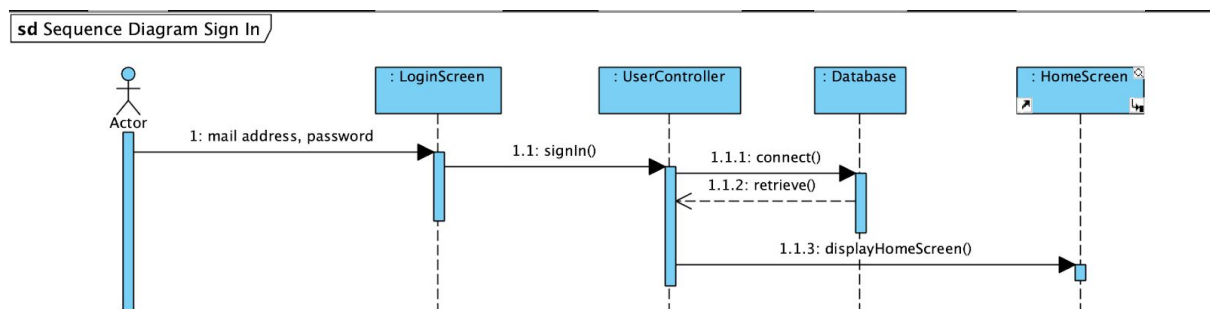 sd Sequence Diagram Sign In
: LoginScreen
: UserController
: Database
: HomeScreen
Actor
1: mail address, password
1.1: signIn()
1.1.1: connect()
1.1.2: retrieve()
1.1.3: displayHomeScreen()